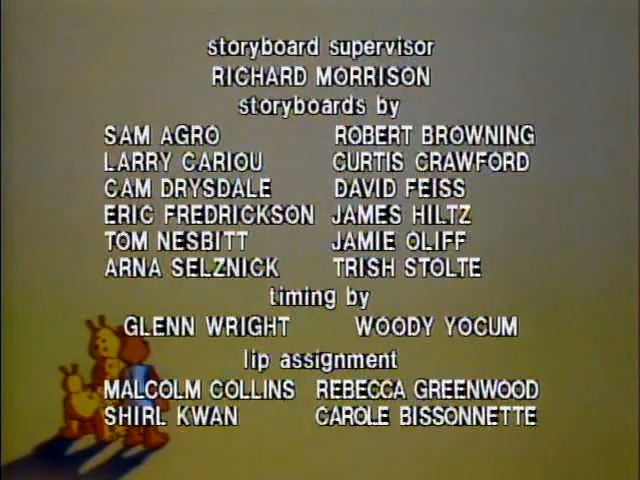 storyboard supervisor
RICHARD MORRISON
storyboards by
SAM AGRO ROBERT BROWNING
LARRY CARIOU CURTIS CRAWFORD
CAM DRYSDALE DAVID FEISS
ERIC FREDRICKSON JAMES HILTZ
TOM NESBITT JAMIE OLIFF
ARNA SELZNICK TRISH STOLTE
timing by
GLENN WRIGHT WOODY YOCUM
lip assignment
MALCOLM COLLINS REBECCA GREENWOOD
SHIRL KWAN CAROLE BISSONNETTE